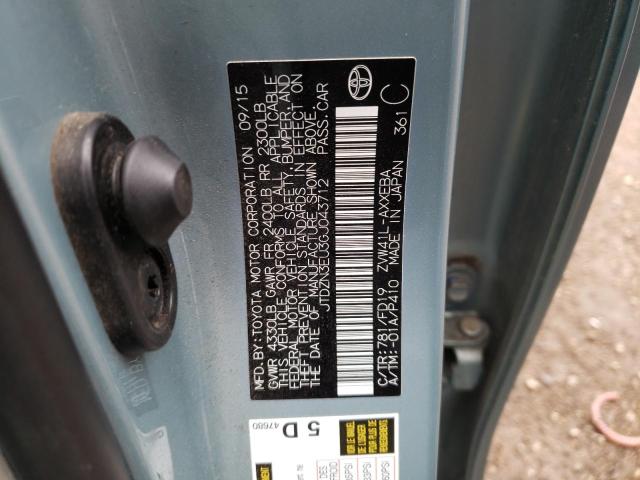 MFD.BY:TOYOTA MOTOR CORPORATION 09/15
GVWR 4330LB GAWR FR 2400LB RR 2300LB
THIS VEHICLE CONFORMS TO ALL APPLICABLE
FEDERAL MOTOR VEHICLE SAFETY, BUMPER, AND
THEFT PREVENTION STANDARDS IN EFFECT ON
THE DATE OF MANUFACTURE SHOWN ABOVE.
JTDZN3EU3GJ043712 PASS.CAR
C/TR:781/FB19 ZVW41L-AXXEBA 361 C
A/TM:-01A/P410 MADE IN JAPAN
5 D
47680